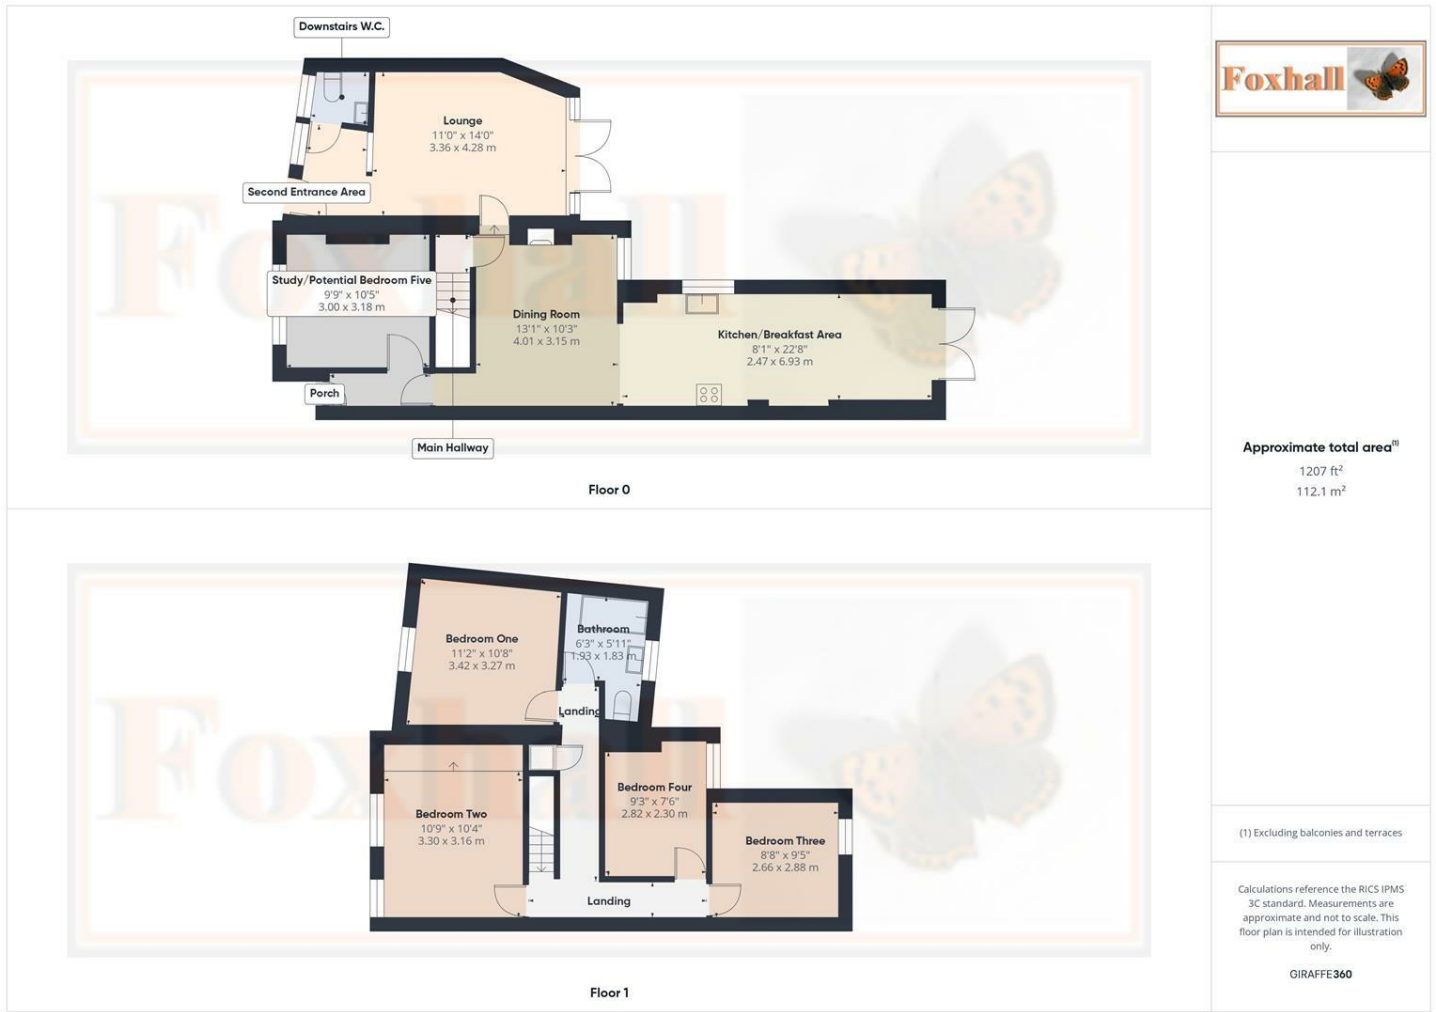 Downstairs W.C.
Lounge
11'0" x 14'0"
3.36 x 4.28 m
Second Entrance Area
Study/Potential Bedroom Five
9'9" x 10'5"
3.00 x 3.18 m
Dining Room
13'1" x 10'3"
4.01 x 3.15 m
Kitchen/Breakfast Area
8'1" x 22'8"
2.47 x 6.93 m
Porch
Main Hallway
Foxhall
Floor 0
Bedroom One
11'2" x 10'8"
3.42 x 3.27 m
Bathroom
6'3" x 5'11"
1.93 x 1.83 m
Landing
Bedroom Two
10'9" x 10'4"
3.30 x 3.16 m
Bedroom Four
9'3" x 7'6"
2.82 x 2.30 m
Bedroom Three
8'8" x 9'5"
2.66 x 2.88 m
Landing
Foxhall
Floor 1
Foxhall
Approximate total area(1)
1207 ft²
112.1 m²
(1) Excluding balconies and terraces
Calculations reference the RICS IPMS
3C standard. Measurements are
approximate and not to scale. This
floor plan is intended for illustration
only.
GIRAFFE360